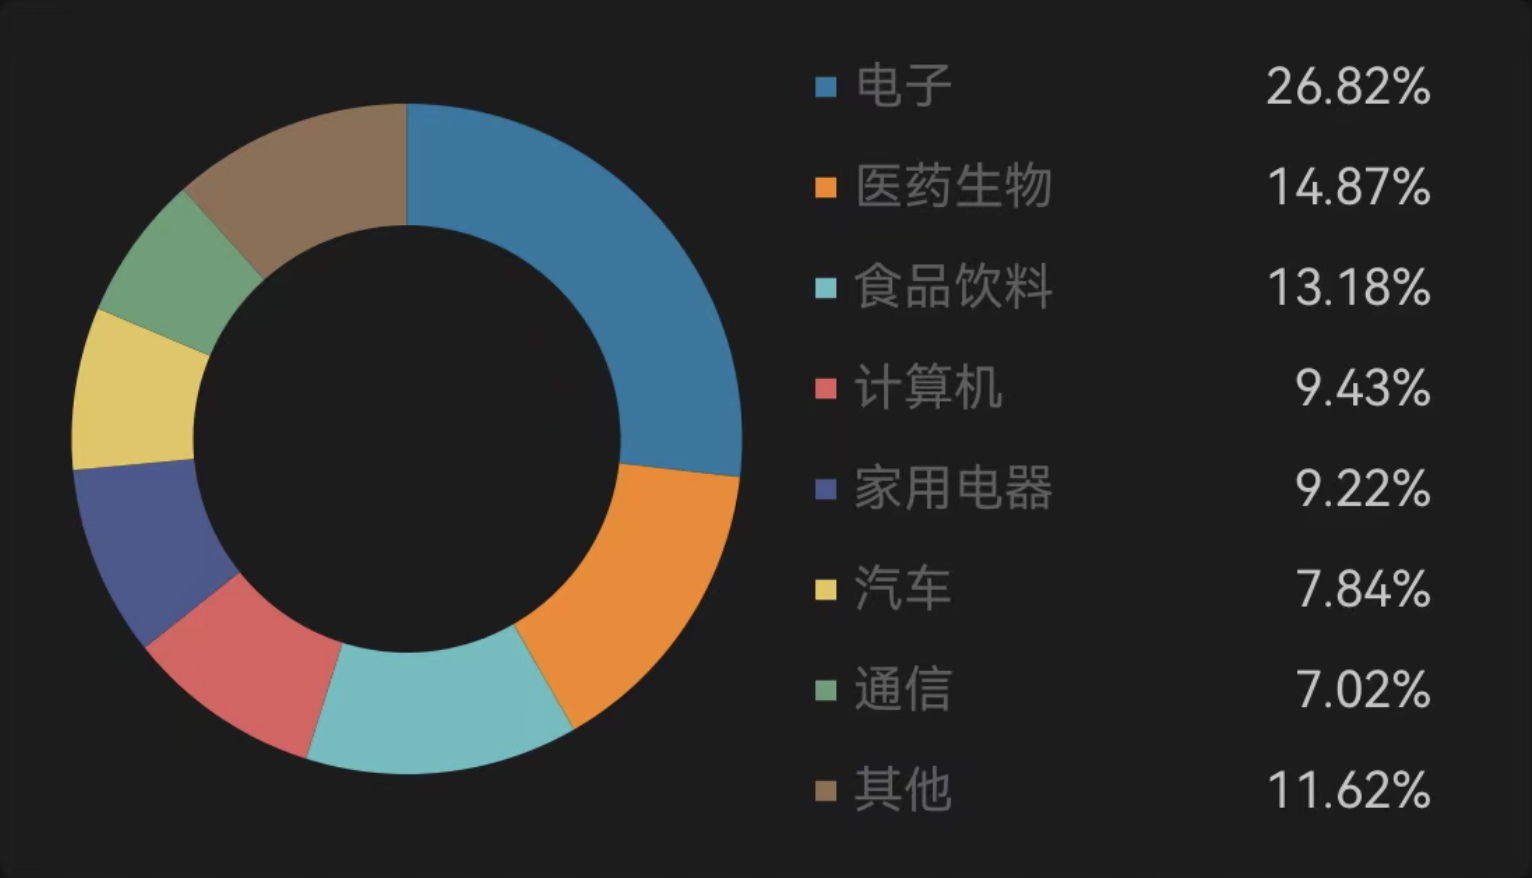 电子 26.82%
医药生物 14.87%
食品饮料 13.18%
计算机 9.43%
家用电器 9.22%
汽车 7.84%
通信 7.02%
其他 11.62%